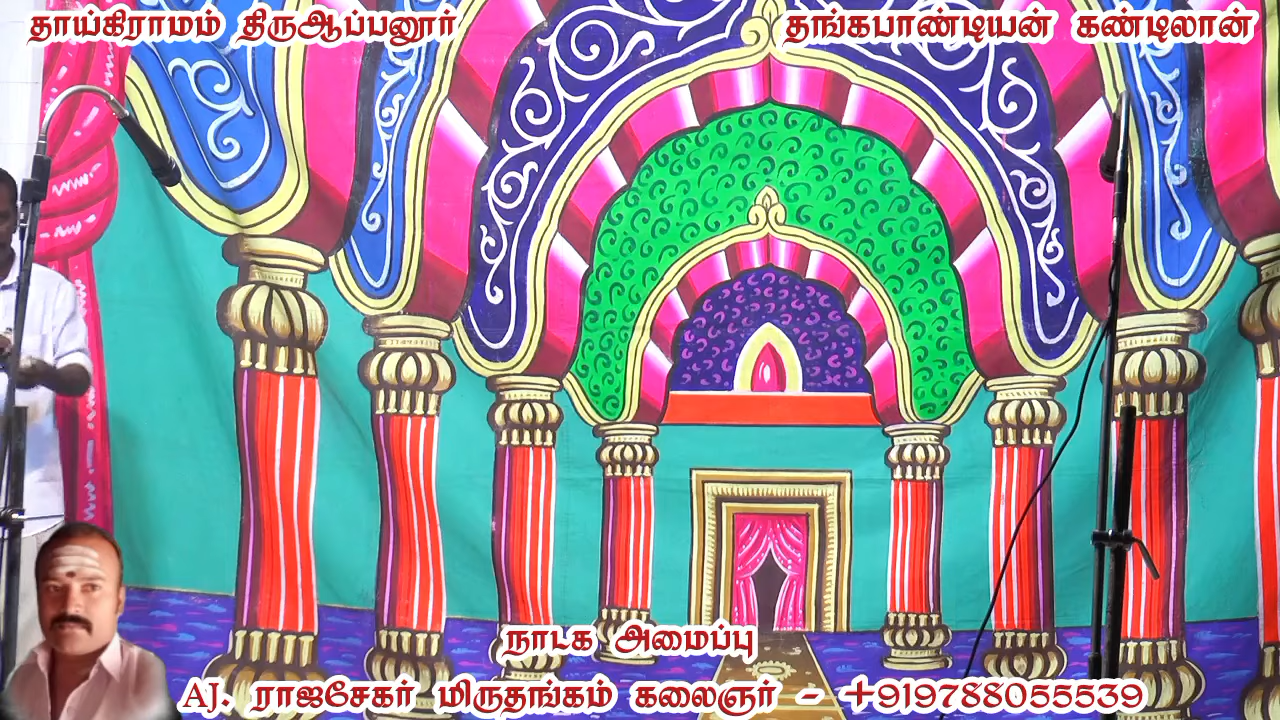 தாய்கிராமம் திருஆப்பனூர்
தங்கபாண்டியன் கண்டிலான்
நாடக அமைப்பு
AJ. ராஜசேகர் மிருதங்கம் கலைஞர் - +919788055539